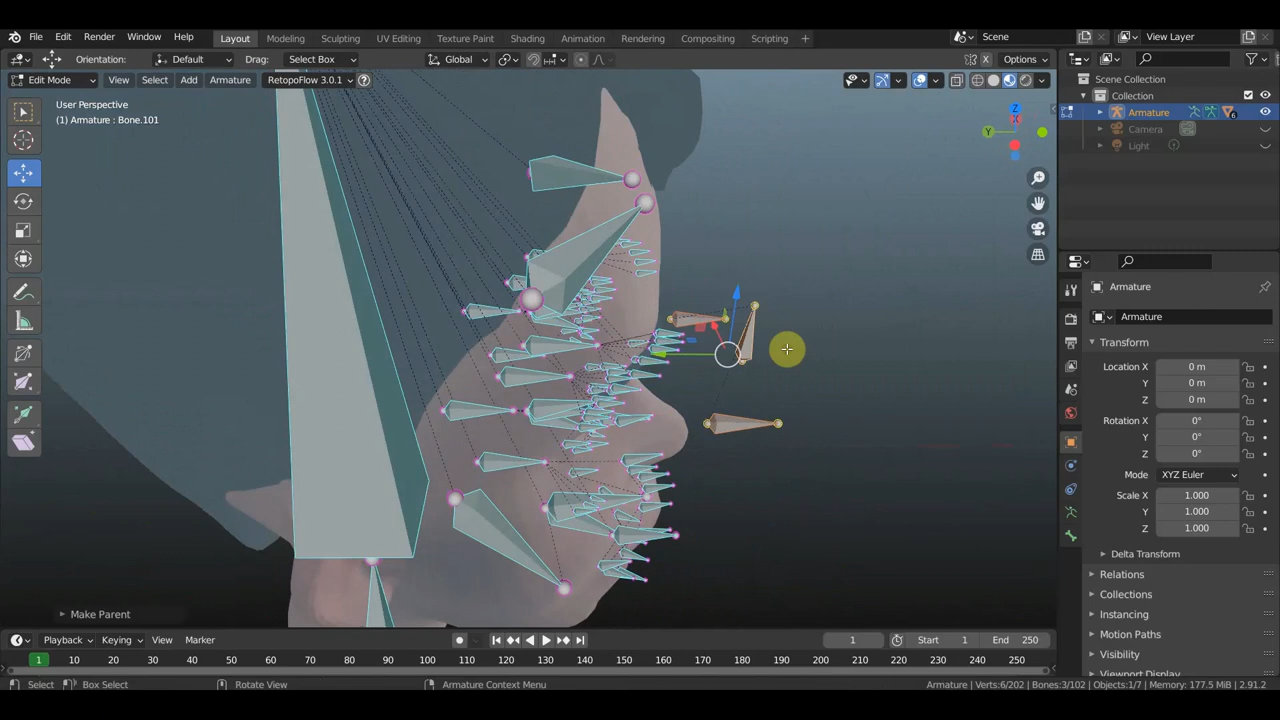 File Edit Render Window Help Layout Modeling Sculpting UV Editing Texture Paint Shading Animation Rendering Compositing Scripting + Scene View Layer
Orientation: Default Drag: Select Box Global Options
Edit Mode View Select Add Armature RetopoFlow 3.0.1
User Perspective
(1) Armature : Bone.101
Z
X
Y
Scene Collection
Collection
Armature 6
Camera
Light
Armature
Armature
Transform
Location X 0 m
Y 0 m
Z 0 m
Rotation X 0°
Y 0°
Z 0°
Mode XYZ Euler
Scale X 1.000
Y 1.000
Z 1.000
Delta Transform
Relations
Collections
Instancing
Motion Paths
Visibility
Viewport Display
Custom Properties
Make Parent
Playback Keying View Marker 1 Start 1 End 250
1 10 20 30 40 50 60 70 80 90 100 110 120 130 140 150 160 170 180 190 200 210 220 230 240 250
Select Box Select Rotate View Armature Context Menu Armature | Verts:6/202 | Bones:3/102 | Objects:1/7 | Memory: 177.5 MiB | 2.91.2